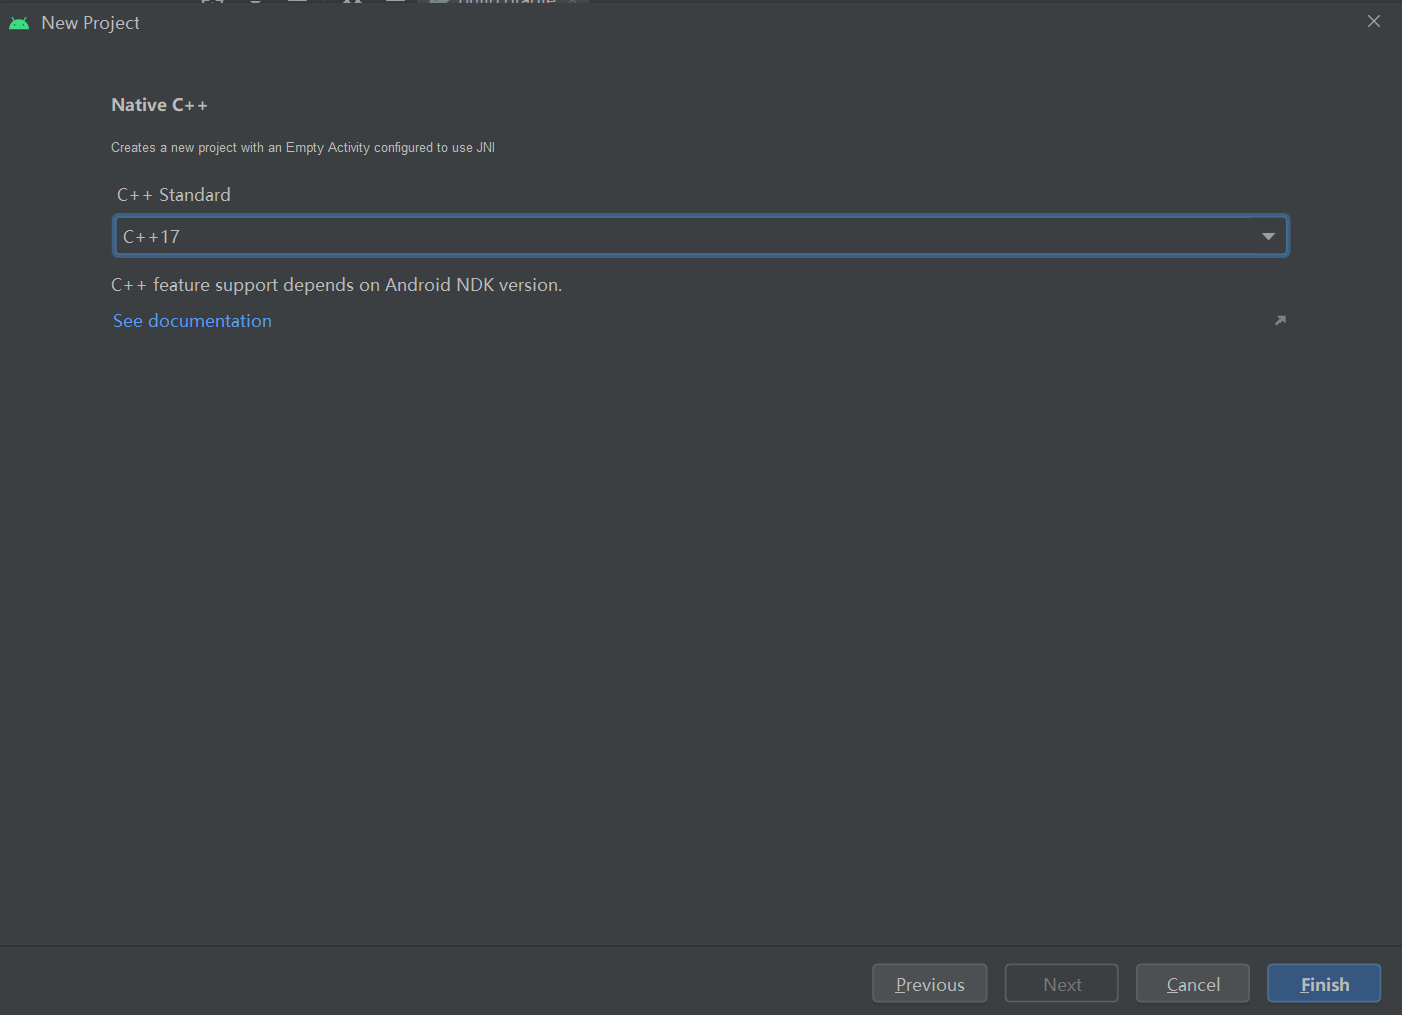 New Project
Native C++
Creates a new project with an Empty Activity configured to use JNI
C++ Standard
C++17
C++ feature support depends on Android NDK version.
See documentation
Previous
Next
Cancel
Finish